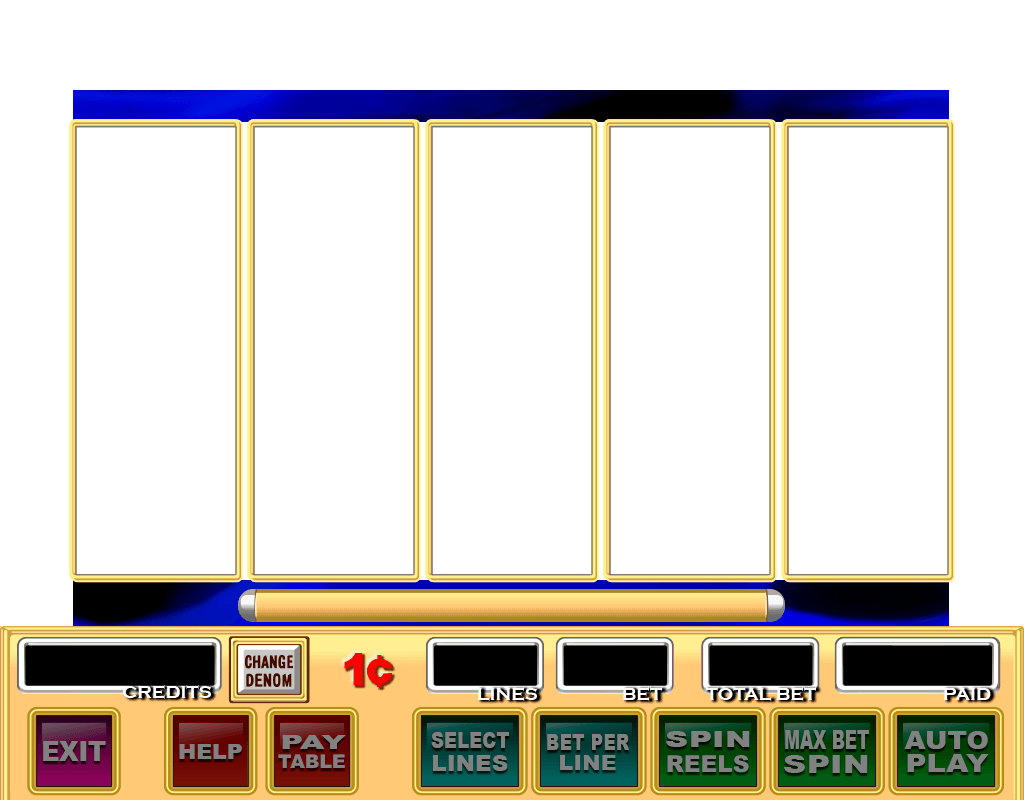 CHANGE
DENOM
1¢
CREDITS
LINES
BET
TOTAL BET
PAID
EXIT
HELP
PAY
TABLE
SELECT
LINES
BET PER
LINE
SPIN
REELS
MAX BET
SPIN
AUTO
PLAY